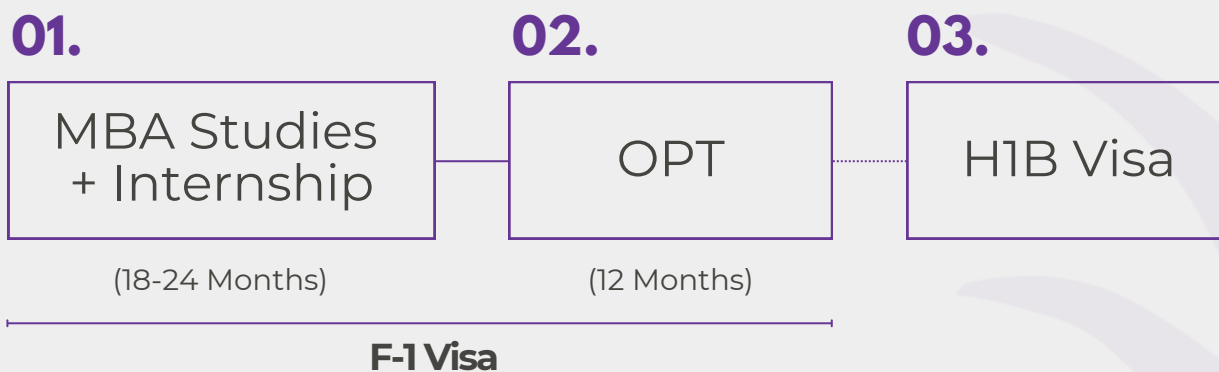 01.
MBA Studies
+ Internship
(18-24 Months)
02.
OPT
(12 Months)
03.
H1B Visa
F-1 Visa